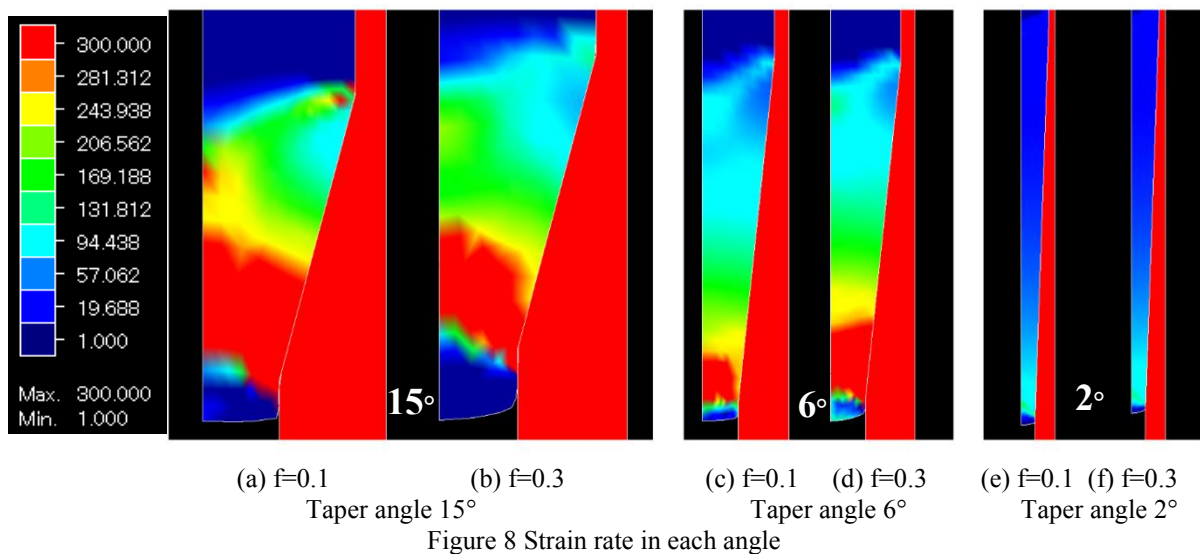 300.000
281.312
243.938
206.562
169.188
131.812
94.438
57.062
19.688
1.000
Max. 300.000
Min. 1.000
15°
6°
2°
(a) f=0.1 (b) f=0.3 (c) f=0.1 (d) f=0.3 (e) f=0.1 (f) f=0.3
Taper angle 15° Taper angle 6° Taper angle 2°
Figure 8 Strain rate in each angle